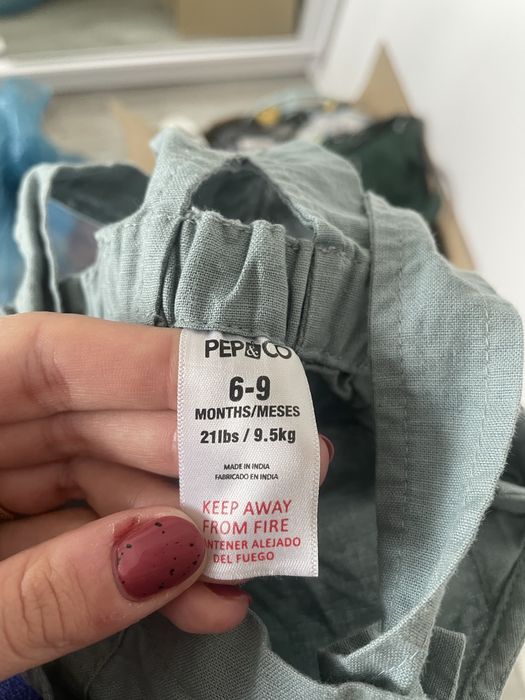 PEP&CO
6-9
MONTHS/MESES
21lbs / 9.5kg
MADE IN INDIA
FABRICADO EN INDIA
KEEP AWAY
FROM FIRE
ANTENER ALEJADO
DEL FUEGO